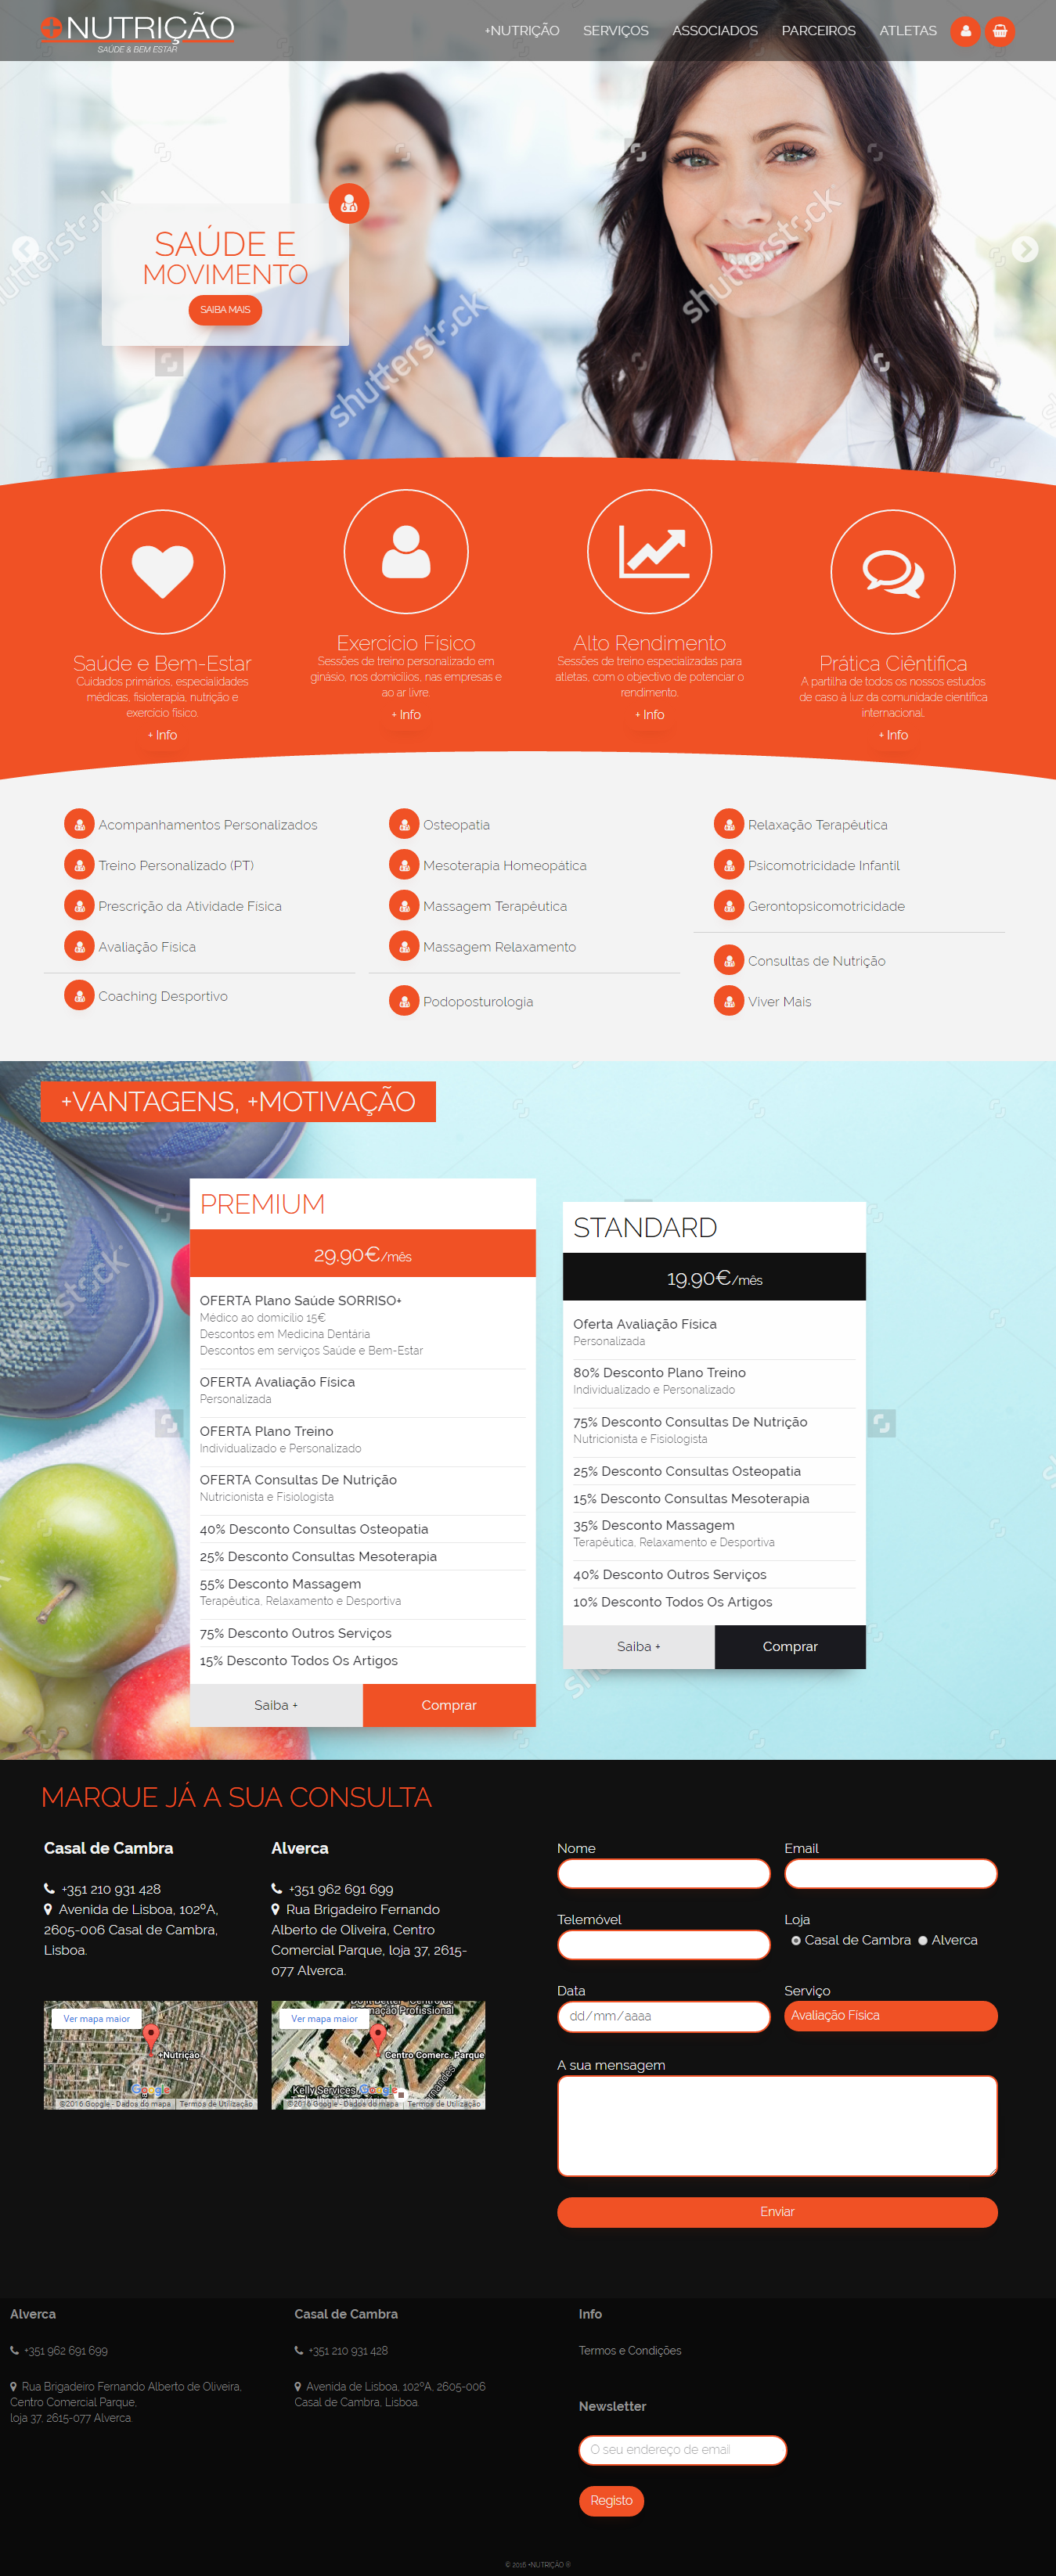 +NUTRIÇÃO
SAÚDE & BEM ESTAR
+NUTRIÇÃO SERVIÇOS ASSOCIADOS PARCEIROS ATLETAS
SAÚDE E
MOVIMENTO
SAIBA MAIS
shutterstock
shutterstock
shutterstock
Saúde e Bem-Estar
Cuidados primários, especialidades
médicas, fisioterapia, nutrição e
exercício físico.
+ Info
Exercício Físico
Sessões de treino personalizado em
ginásio, nos domicílios, nas empresas e
ao ar livre.
+ Info
Alto Rendimento
Sessões de treino especializadas para
atletas, com o objectivo de potenciar o
rendimento.
+ Info
Prática Ciêntifica
A partilha de todos os nossos estudos
de caso à luz da comunidade científica
internacional.
+ Info
Acompanhamentos Personalizados
Treino Personalizado (PT)
Prescrição da Atividade Física
Avaliação Física
Coaching Desportivo
Osteopatia
Mesoterapia Homeopática
Massagem Terapêutica
Massagem Relaxamento
Podoposturologia
Relaxação Terapêutica
Psicomotricidade Infantil
Gerontopsicomotricidade
Consultas de Nutrição
Viver Mais
+VANTAGENS, +MOTIVAÇÃO
PREMIUM
29.90€/mês
OFERTA Plano Saúde SORRISO+
Médico ao domicílio 15€
Descontos em Medicina Dentária
Descontos em serviços Saúde e Bem-Estar
OFERTA Avaliação Física
Personalizada
OFERTA Plano Treino
Individualizado e Personalizado
OFERTA Consultas De Nutrição
Nutricionista e Fisiologista
40% Desconto Consultas Osteopatia
25% Desconto Consultas Mesoterapia
55% Desconto Massagem
Terapêutica, Relaxamento e Desportiva
75% Desconto Outros Serviços
15% Desconto Todos Os Artigos
Saiba + Comprar
STANDARD
19.90€/mês
Oferta Avaliação Física
Personalizada
80% Desconto Plano Treino
Individualizado e Personalizado
75% Desconto Consultas De Nutrição
Nutricionista e Fisiologista
25% Desconto Consultas Osteopatia
15% Desconto Consultas Mesoterapia
35% Desconto Massagem
Terapêutica, Relaxamento e Desportiva
40% Desconto Outros Serviços
10% Desconto Todos Os Artigos
Saiba + Comprar
MARQUE JÁ A SUA CONSULTA
Casal de Cambra
+351 210 931 428
Avenida de Lisboa, 102ºA,
2605-006 Casal de Cambra,
Lisboa.
Ver mapa maior
+Nutrição
Google
©2016 Google - Dados do mapa Termos de Utilização
Alverca
+351 962 691 699
Rua Brigadeiro Fernando
Alberto de Oliveira, Centro
Comercial Parque, loja 37, 2615-
077 Alverca.
Ver mapa maior
Centro Comerc. Parque
Kelly Services
Google
©2016 Google - Dados do mapa Termos de Utilização
Nome
Email
Telemóvel
Loja
Casal de Cambra Alverca
Data
dd/mm/aaaa
Serviço
Avaliação Física
A sua mensagem
Enviar
Alverca
+351 962 691 699
Rua Brigadeiro Fernando Alberto de Oliveira,
Centro Comercial Parque,
loja 37, 2615-077 Alverca.
Casal de Cambra
+351 210 931 428
Avenida de Lisboa, 102ºA, 2605-006
Casal de Cambra, Lisboa.
Info
Termos e Condições
Newsletter
O seu endereço de email
Registo
© 2016 +NUTRIÇÃO ®